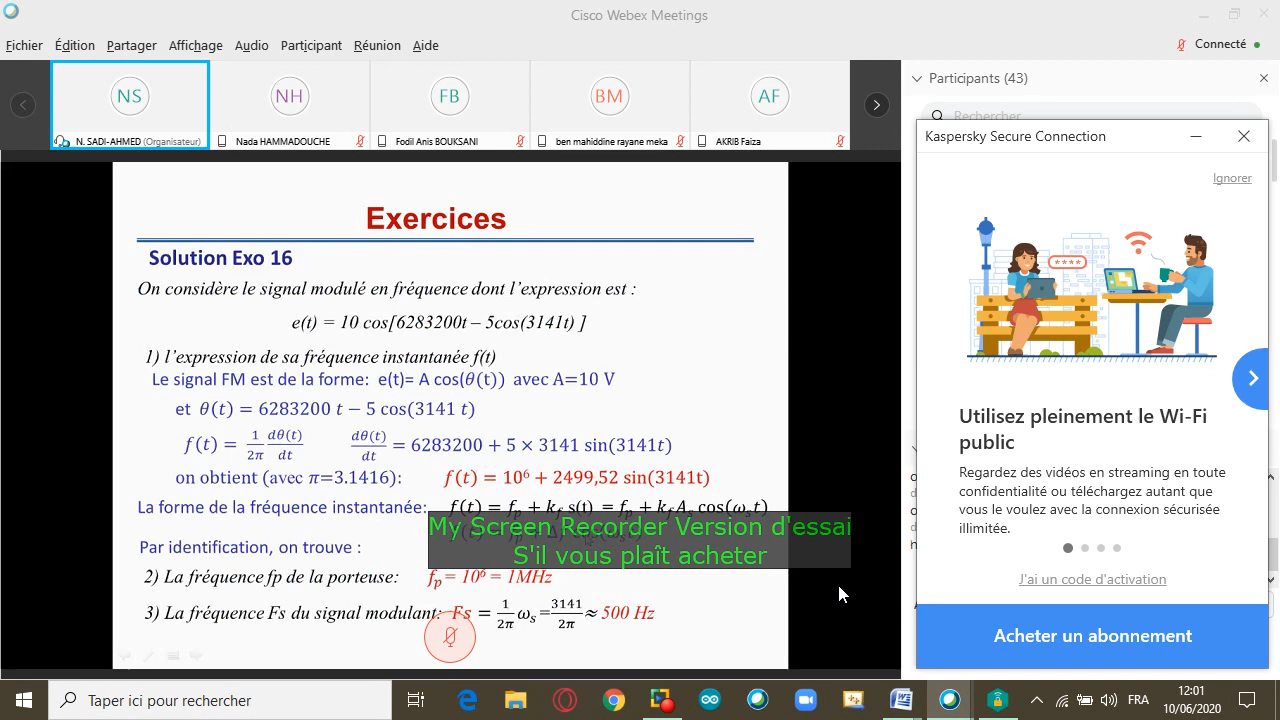 Cisco Webex Meetings
Fichier Édition Partager Affichage Audio Participant Réunion Aide
Connecté
NS NH FB BM AF
N. SADI-AHMED (Organisateur) Nada HAMMADOUCHE Fodil Anis BOUKSANI ben mahiddine rayane meka AKRIB Faiza
Participants (43)
Rechercher
Exercices
Solution Exo 16
On considère le signal modulé en fréquence dont l'expression est :
e(t) = 10 cos[6283200t – 5cos(3141t) ]
1) l'expression de sa fréquence instantanée f(t)
Le signal FM est de la forme: e(t)= A cos(θ(t)) avec A=10 V
et θ(t) = 6283200 t − 5 cos(3141 t)
f(t) = 1/2π dθ(t)/dt dθ(t)/dt = 6283200 + 5 × 3141 sin(3141t)
on obtient (avec π=3.1416): f(t) = 10⁶ + 2499,52 sin(3141t)
La forme de la fréquence instantanée: f(t) = fₚ + k_f s(t) = fₚ + k_f Aₛ cos(ωₛt)
My Screen Recorder Version d'essai
S'il vous plaît acheter
Par identification, on trouve :
2) La fréquence fp de la porteuse: fₚ = 10⁶ = 1MHz
3) La fréquence Fs du signal modulant: Fs = 1/2π ωₛ = 3141/2π ≈ 500 Hz
Kaspersky Secure Connection
Ignorer
****
Utilisez pleinement le Wi-Fi
public
Regardez des vidéos en streaming en toute
confidentialité ou téléchargez autant que
vous le voulez avec la connexion sécurisée
illimitée.
J'ai un code d'activation
Acheter un abonnement
Taper ici pour rechercher
FRA
12:01
10/06/2020